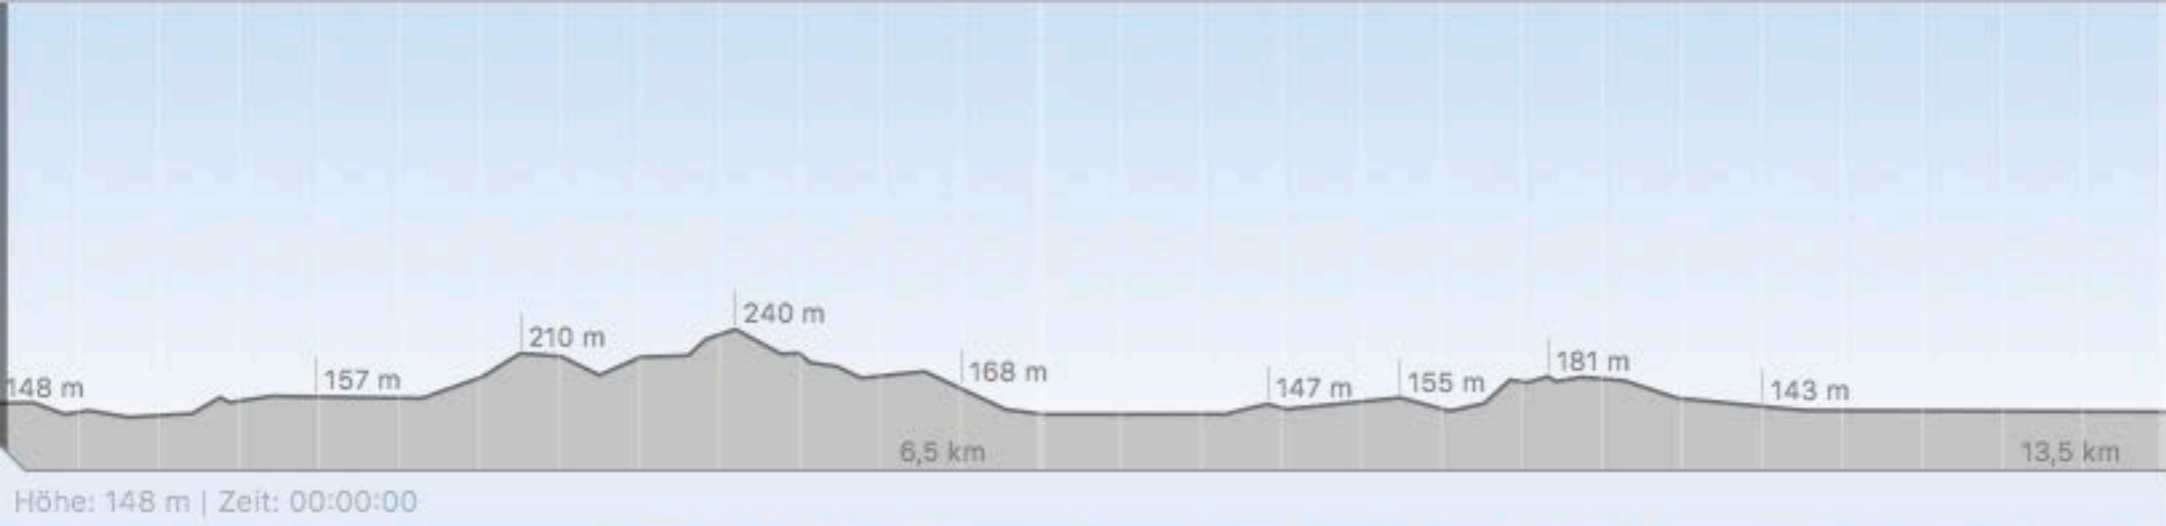 240 m
210 m
181 m
168 m
157 m
155 m
148 m
147 m
143 m
6,5 km
13,5 km
Höhe: 148 m | Zeit: 00:00:00